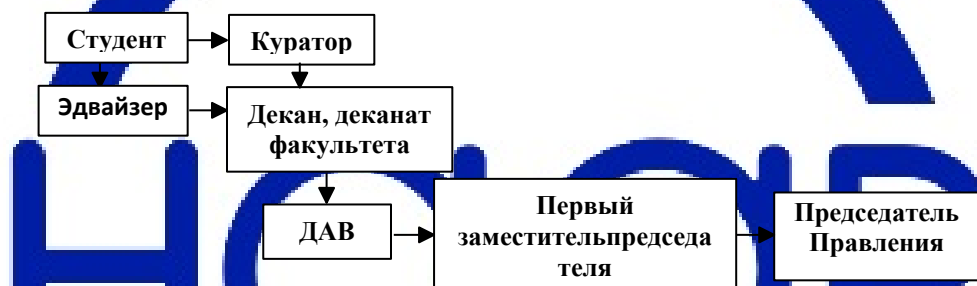 Студент
Куратор
Эдвайзер
Декан, деканат
факультета
ДАВ
Первый
заместительпредседа
теля
Председатель
Правления